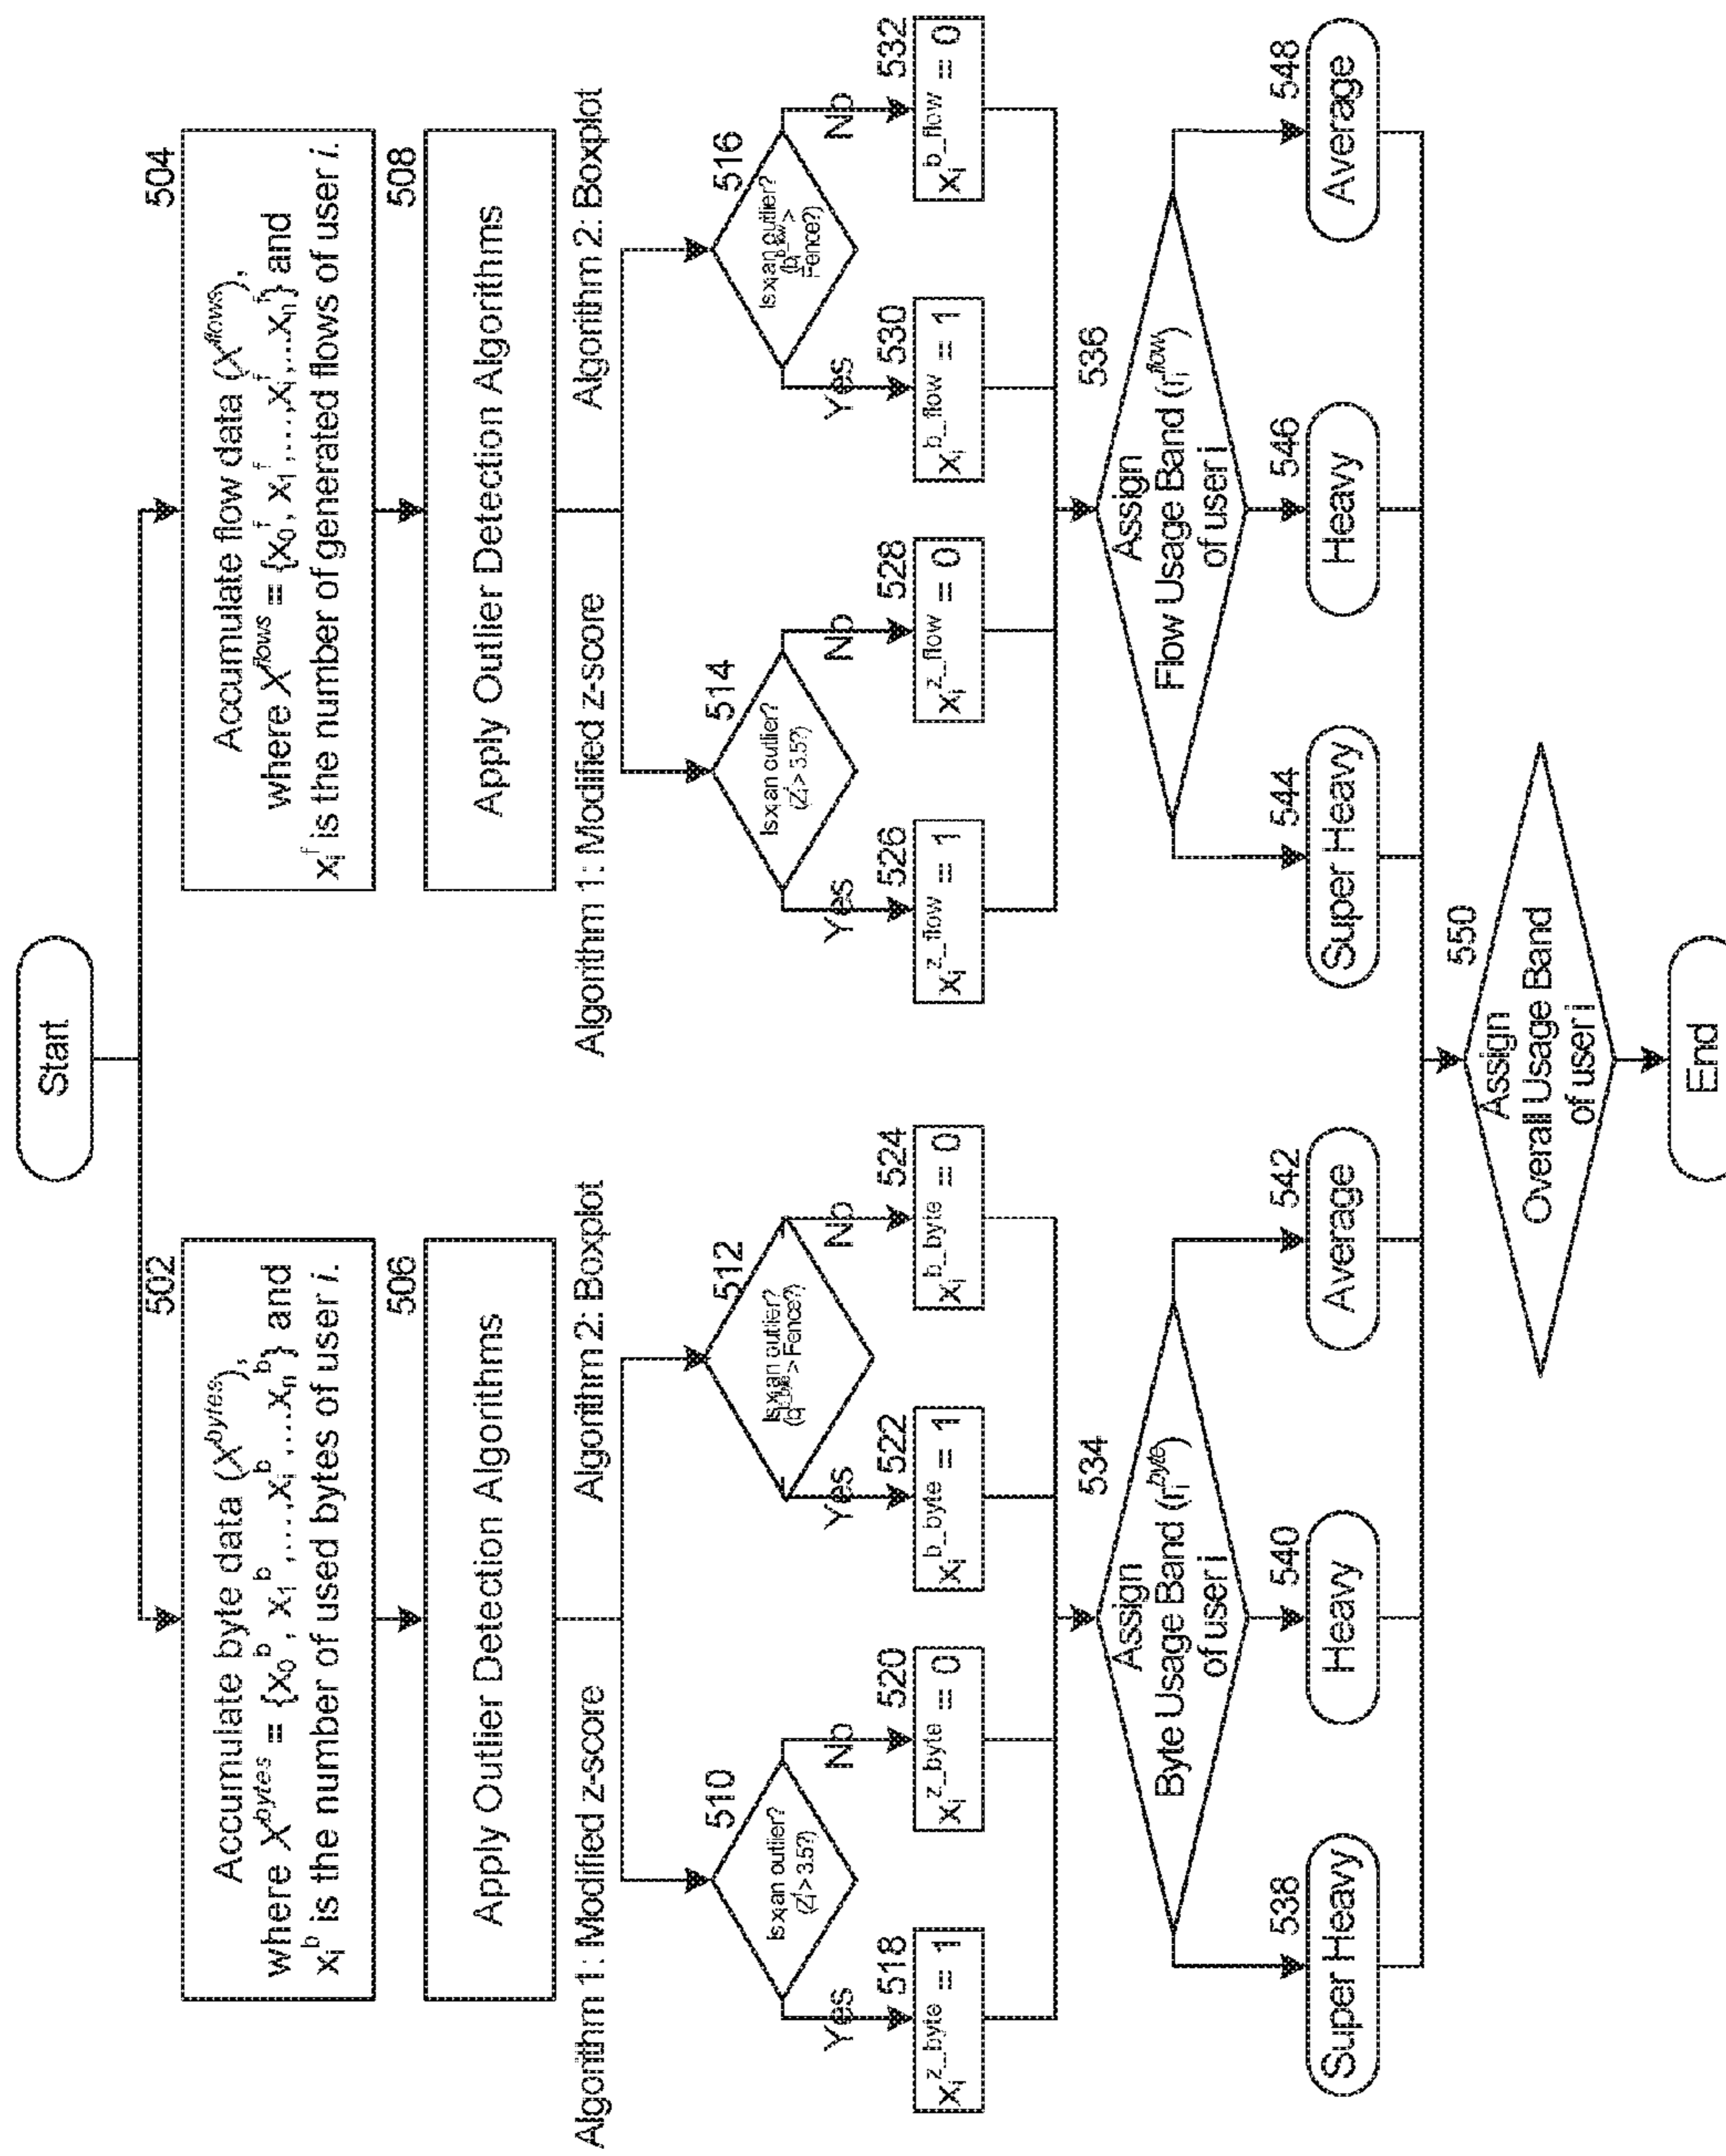 Start
502
Accumulate byte data (X^bytes),
where X^bytes = {x₀^b, x₁^b,...,xᵢ^b,...xₙ^b} and
xᵢ^b is the number of used bytes of user i.
504
Accumulate flow data (X^flows),
where X^flows = {x₀^f, x₁^f,...,xᵢ^f,...xₙ^f} and
xᵢ^f is the number of generated flows of user i.
506
Apply Outlier Detection Algorithms
508
Apply Outlier Detection Algorithms
Algorithm 1: Modified z-score
Algorithm 2: Boxplot
Algorithm 1: Modified z-score
Algorithm 2: Boxplot
510
Is xᵢ an outlier?
(Zᵢ > 3.5?)
512
Is xᵢ an outlier?
> Fence?)
514
Is xᵢ an outlier?
(Zᵢ > 3.5?)
516
Is xᵢ an outlier?
>
Fence?)
Yes
No
Yes
No
Yes
No
Yes
No
518
xᵢ^z_byte = 1
520
xᵢ^z_byte = 0
522
xᵢ^b_byte = 1
524
xᵢ^b_byte = 0
526
xᵢ^z_flow = 1
528
xᵢ^z_flow = 0
530
xᵢ^b_flow = 1
532
xᵢ^b_flow = 0
534
Assign
Byte Usage Band (rᵢ^byte)
of user i
536
Assign
Flow Usage Band (rᵢ^flow)
of user i
538
Super Heavy
540
Heavy
542
Average
544
Super Heavy
546
Heavy
548
Average
550
Assign
Overall Usage Band
of user i
End